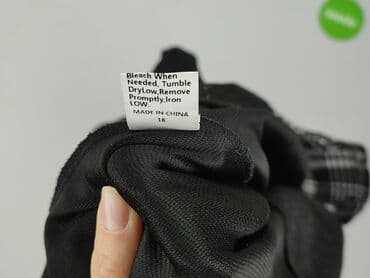 Bleach When
Needed, Tumble
DryLow,Remove
Promptly,Iron
LOW.
MADE IN CHINA
18